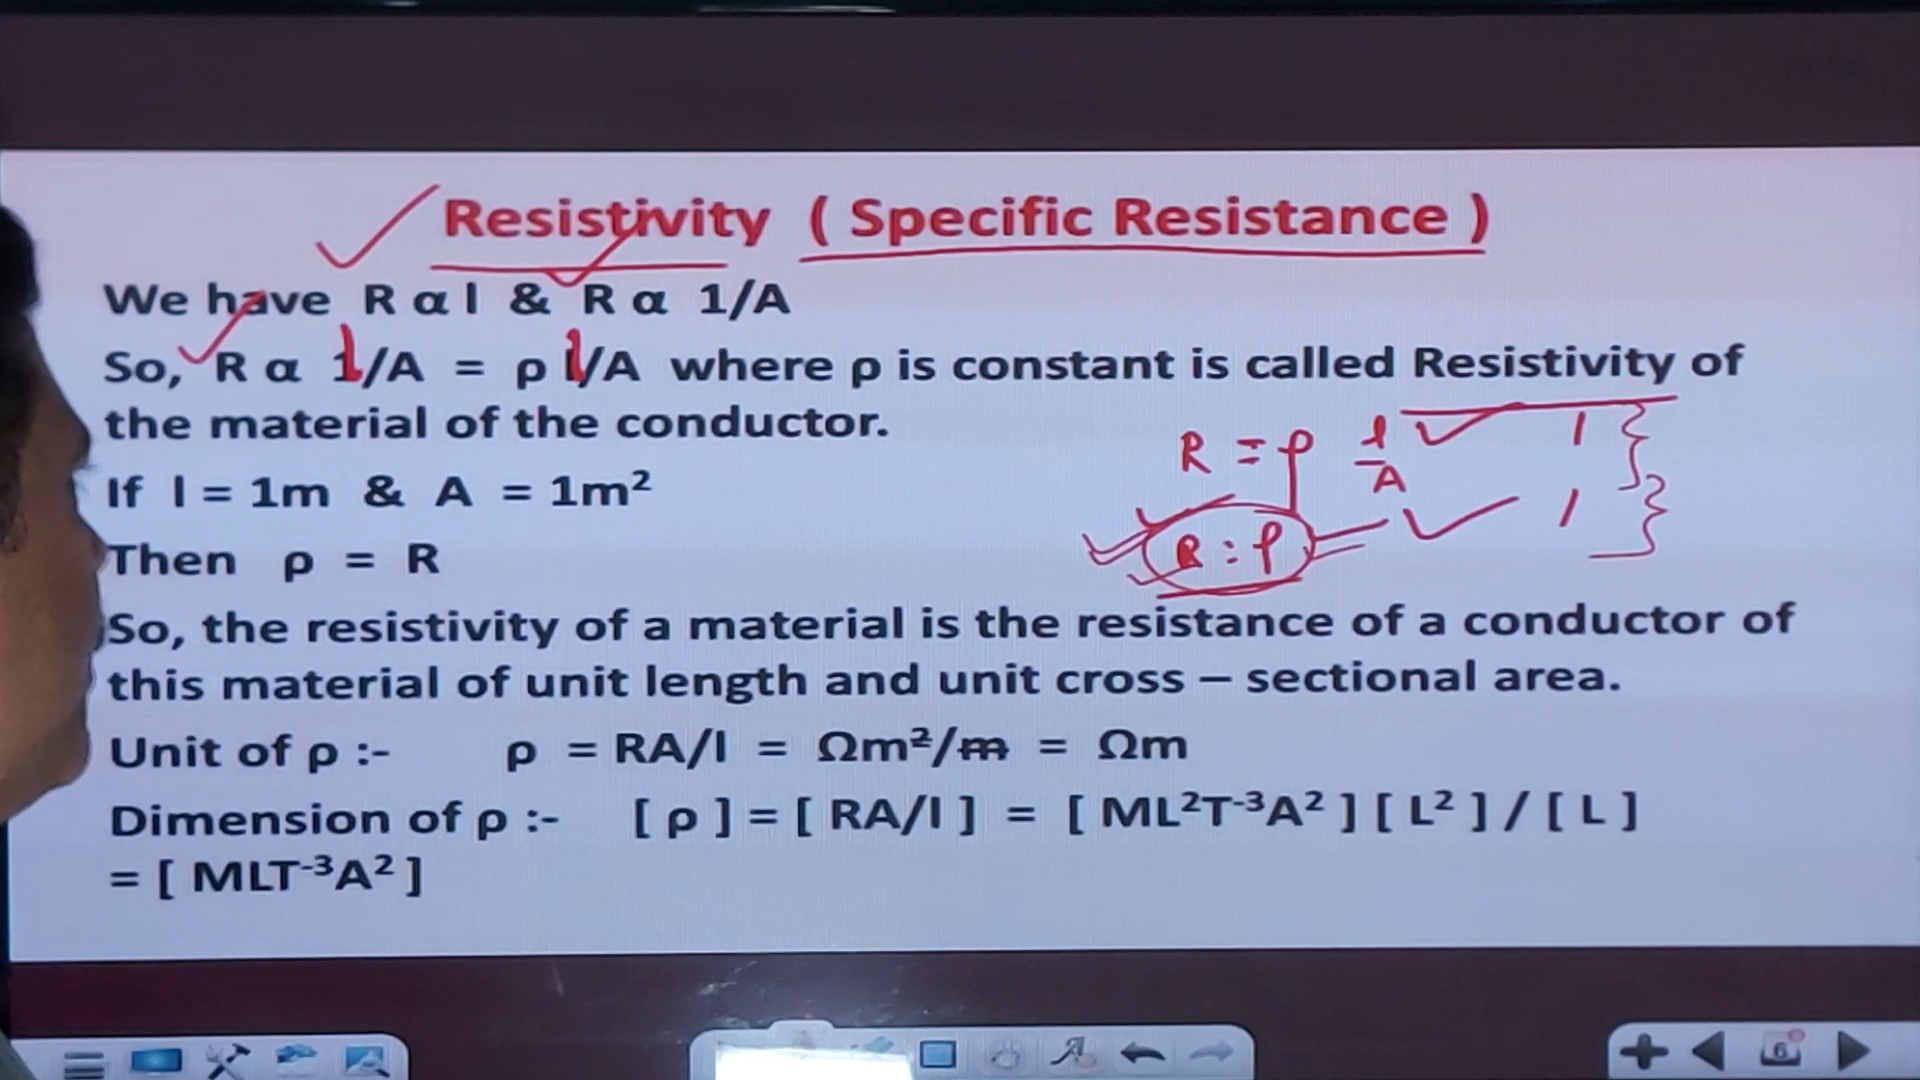 Resistivity ( Specific Resistance )
We have R α l & R α 1/A
So, R α l/A = ρ l/A where ρ is constant is called Resistivity of
the material of the conductor.
R = ρ l/A 1
If l = 1m & A = 1m²
R : ρ 1
Then ρ = R
So, the resistivity of a material is the resistance of a conductor of
this material of unit length and unit cross – sectional area.
Unit of ρ :- ρ = RA/l = Ωm²/m = Ωm
Dimension of ρ :- [ ρ ] = [ RA/l ] = [ ML²T⁻³A² ] [ L² ] / [ L ]
= [ MLT⁻³A² ]
6